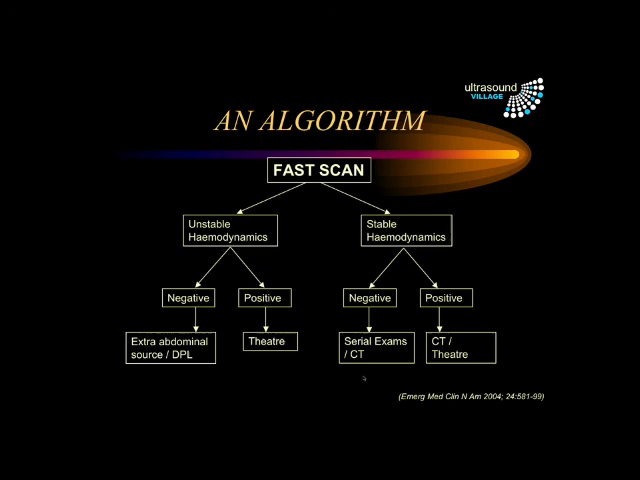 ultrasound
VILLAGE
AN ALGORITHM
FAST SCAN
Unstable
Haemodynamics
Stable
Haemodynamics
Negative
Positive
Negative
Positive
Extra abdominal
source / DPL
Theatre
Serial Exams
/ CT
CT /
Theatre
(Emerg Med Clin N Am 2004; 24:581-99)